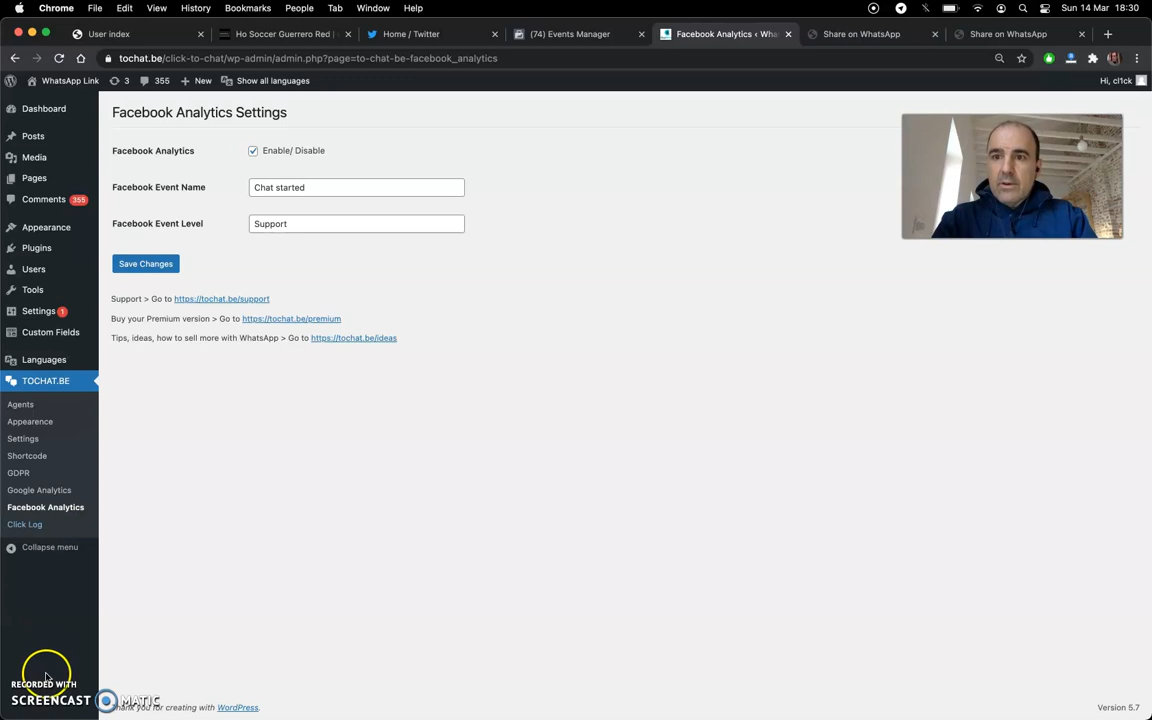 Chrome File Edit View History Bookmarks People Tab Window Help Sun 14 Mar 18:30
User index Ho Soccer Guerrero Red | Home / Twitter (74) Events Manager Facebook Analytics ‹ Wha Share on WhatsApp Share on WhatsApp
tochat.be/click-to-chat/wp-admin/admin.php?page=to-chat-be-facebook_analytics
WhatsApp Link 3 355 New Show all languages Hi, cl1ck
Dashboard
Posts
Media
Pages
Comments 355
Appearance
Plugins
Users
Tools
Settings 1
Custom Fields
Languages
TOCHAT.BE
Agents
Appearence
Settings
Shortcode
GDPR
Google Analytics
Facebook Analytics
Click Log
Collapse menu
Facebook Analytics Settings
Facebook Analytics Enable/ Disable
Facebook Event Name Chat started
Facebook Event Level Support
Save Changes
Support > Go to https://tochat.be/support
Buy your Premium version > Go to https://tochat.be/premium
Tips, ideas, how to sell more with WhatsApp > Go to https://tochat.be/ideas
RECORDED WITH
SCREENCAST MATIC
Thank you for creating with WordPress. Version 5.7